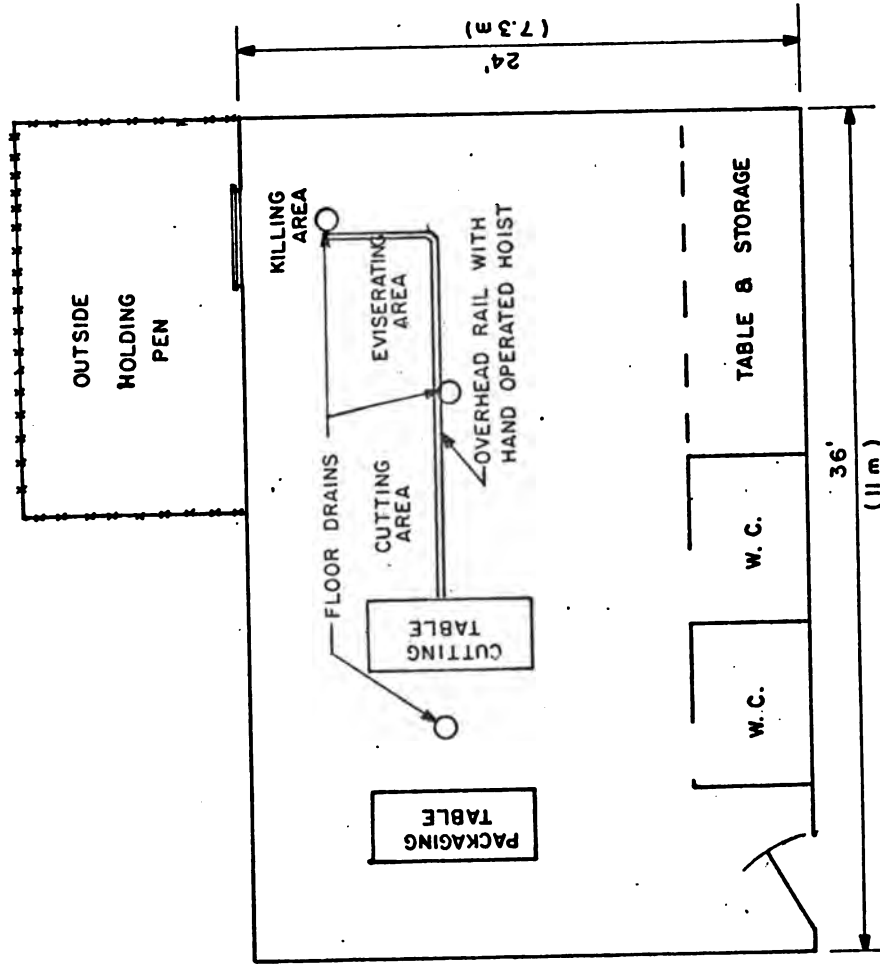 24'
(7.3 m)
OUTSIDE
HOLDING
PEN
KILLING
AREA
EVISERATING
AREA
FLOOR DRAINS
CUTTING
AREA
OVERHEAD RAIL WITH
HAND OPERATED HOIST
CUTTING
TABLE
PACKAGING
TABLE
TABLE & STORAGE
W. C.
W. C.
36'
(11 m)